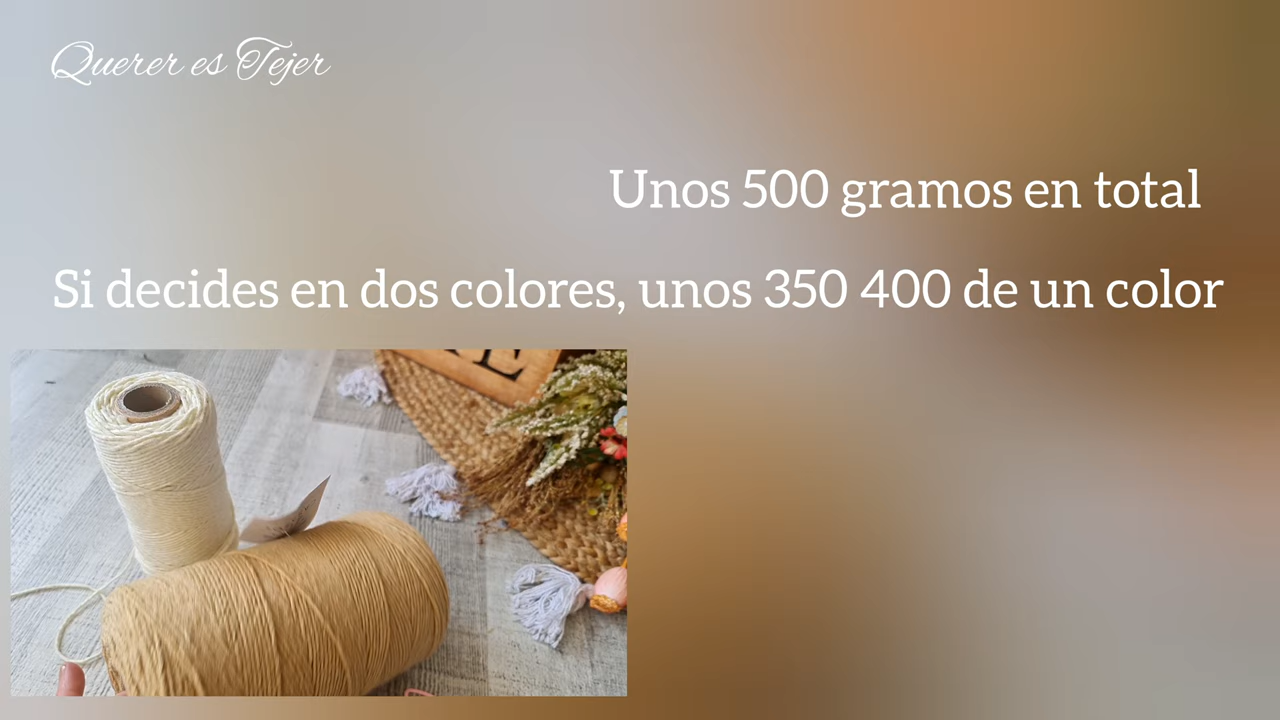 Querer es Tejer
Unos 500 gramos en total
Si decides en dos colores, unos 350 400 de un color
E